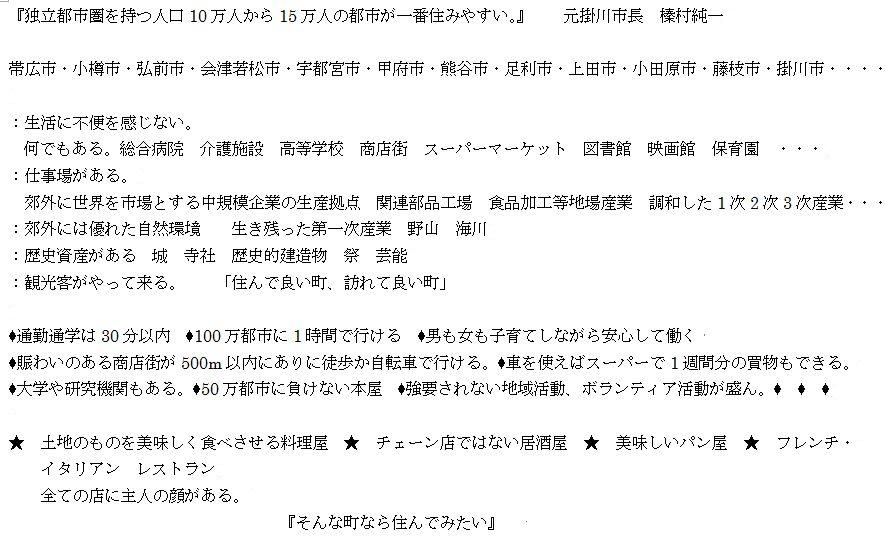 『独立都市圏を持つ人口10万人から15万人の都市が一番住みやすい。』　元掛川市長　榛村純一
帯広市・小樽市・弘前市・会津若松市・宇都宮市・甲府市・熊谷市・足利市・上田市・小田原市・藤枝市・掛川市・・・・
：生活に不便を感じない。
何でもある。総合病院　介護施設　高等学校　商店街　スーパーマーケット　図書館　映画館　保育園　・・・
：仕事場がある。
郊外に世界を市場とする中規模企業の生産拠点　関連部品工場　食品加工等地場産業　調和した1次2次3次産業・・・
：郊外には優れた自然環境　生き残った第一次産業　野山　海川
：歴史資産がある　城　寺社　歴史的建造物　祭　芸能
：観光客がやって来る。　「住んで良い町、訪れて良い町」
♦通勤通学は30分以内　♦100万都市に1時間で行ける　♦男も女も子育てしながら安心して働く
♦賑わいのある商店街が500m以内にありに徒歩か自転車で行ける。♦車を使えばスーパーで1週間分の買物もできる。
♦大学や研究機関もある。♦50万都市に負けない本屋　♦強要されない地域活動、ボランティア活動が盛ん。♦　♦　♦
★　土地のものを美味しく食べさせる料理屋　★　チェーン店ではない居酒屋　★　美味しいパン屋　★　フレンチ・
イタリアン　レストラン
全ての店に主人の顔がある。
『そんな町なら住んでみたい』